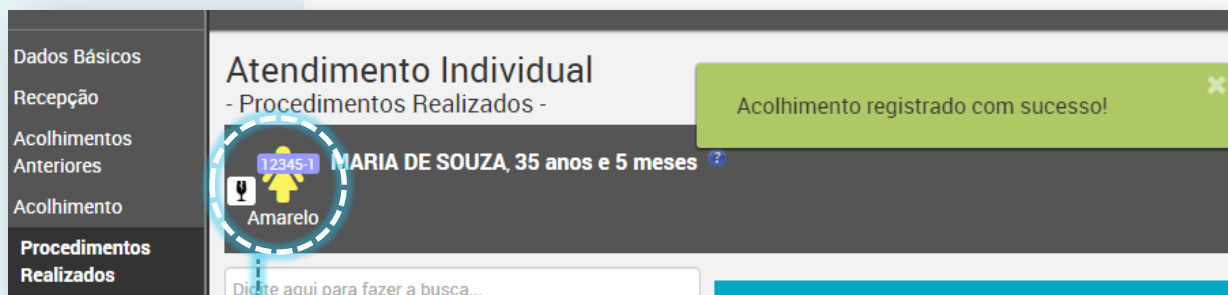 Dados Básicos
Recepção
Acolhimentos
Anteriores
Acolhimento
Procedimentos
Realizados
Atendimento Individual
- Procedimentos Realizados -
Acolhimento registrado com sucesso!
12345-1
MARIA DE SOUZA, 35 anos e 5 meses
Amarelo
Digite aqui para fazer a busca...